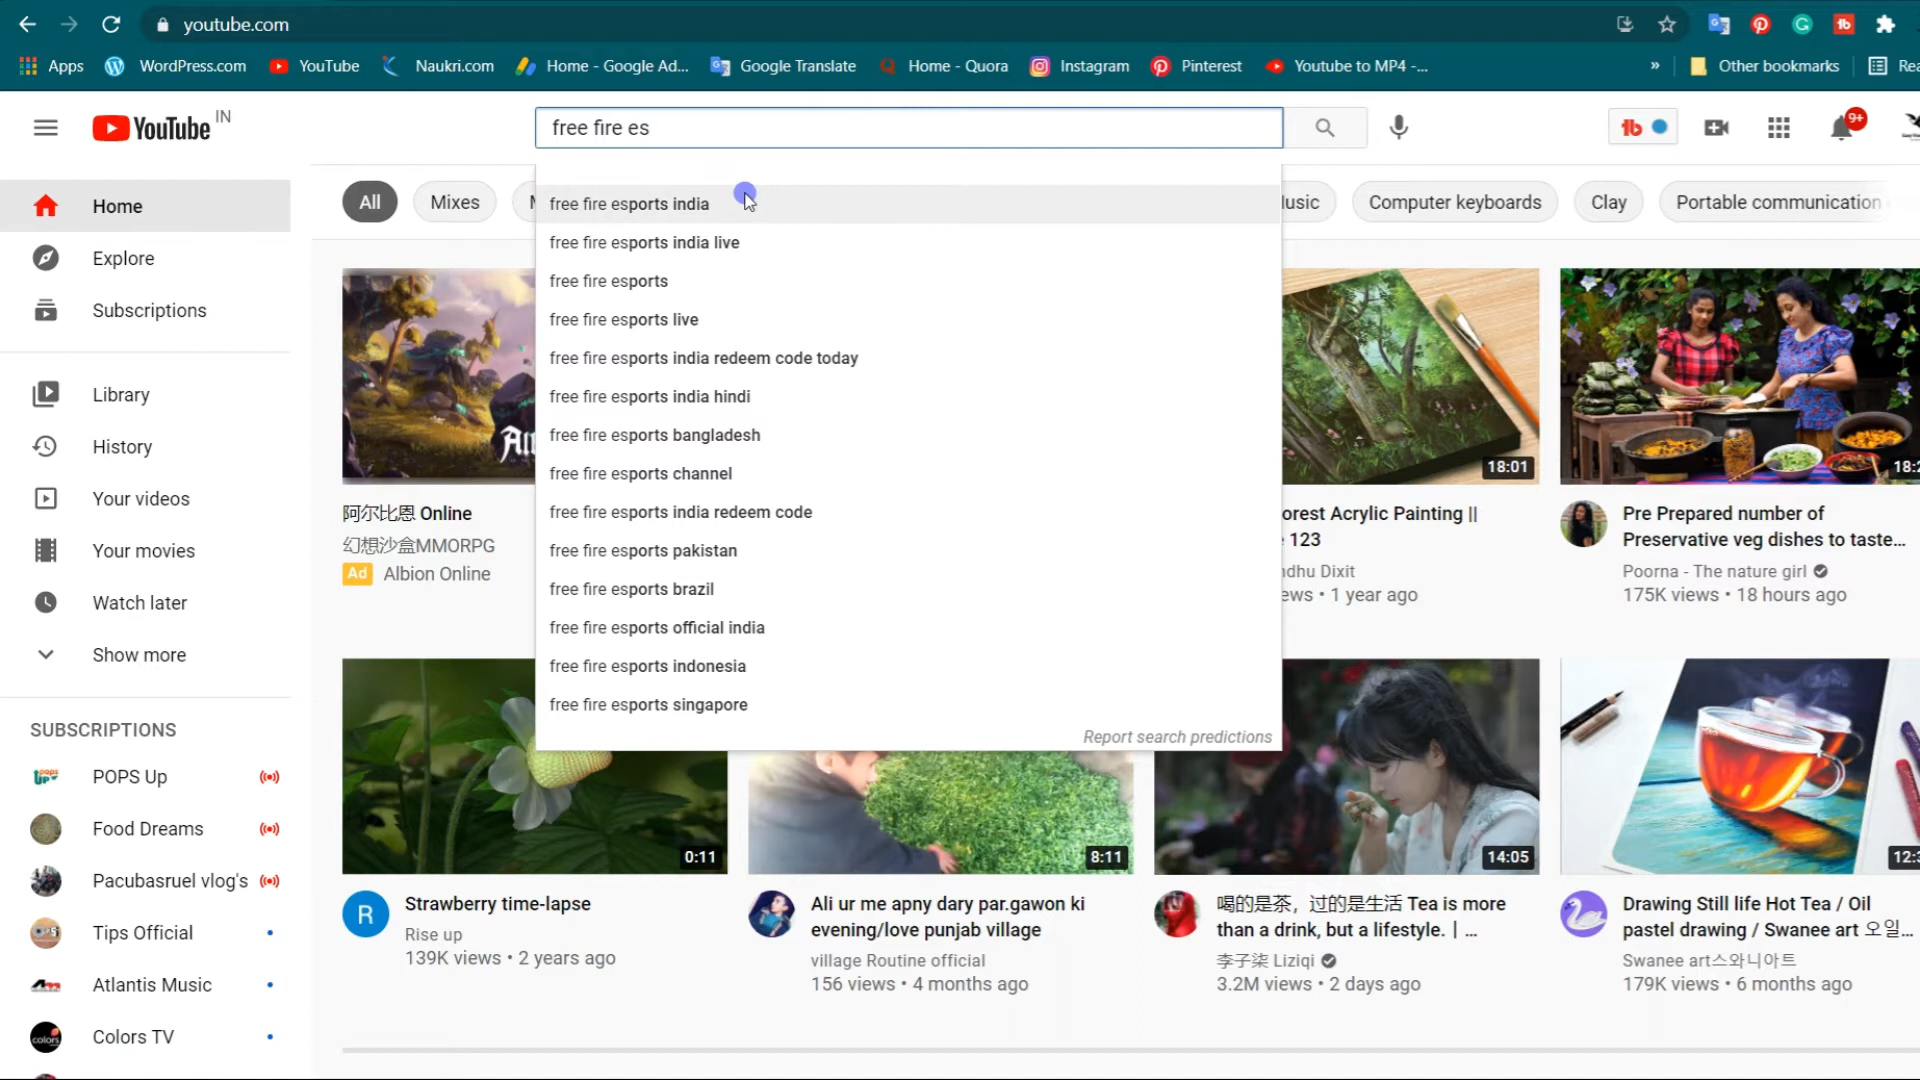 youtube.com
Apps
WordPress.com
YouTube
Naukri.com
Home - Google Ad...
Google Translate
Home - Quora
Instagram
Pinterest
Youtube to MP4 -...
»
Other bookmarks
Rea
YouTube IN
free fire es
9+
Home
Explore
Subscriptions
Library
History
Your videos
Your movies
Watch later
Show more
SUBSCRIPTIONS
POPS Up
Food Dreams
Pacubasruel vlog's
Tips Official
Atlantis Music
Colors TV
All
Mixes
Computer keyboards
Clay
Portable communication
free fire esports india
free fire esports india live
free fire esports
free fire esports live
free fire esports india redeem code today
free fire esports india hindi
free fire esports bangladesh
free fire esports channel
free fire esports india redeem code
free fire esports pakistan
free fire esports brazil
free fire esports official india
free fire esports indonesia
free fire esports singapore
Report search predictions
阿尔比恩 Online
幻想沙盒MMORPG
Ad Albion Online
18:01
orest Acrylic Painting ||
123
ndhu Dixit
ews • 1 year ago
18:2
Pre Prepared number of
Preservative veg dishes to taste...
Poorna - The nature girl
175K views • 18 hours ago
0:11
Strawberry time-lapse
R
Rise up
139K views • 2 years ago
8:11
Ali ur me apny dary par.gawon ki
evening/love punjab village
village Routine official
156 views • 4 months ago
14:05
喝的是茶，过的是生活 Tea is more
than a drink, but a lifestyle. | ...
李子柒 Liziqi
3.2M views • 2 days ago
12:3
Drawing Still life Hot Tea / Oil
pastel drawing / Swanee art 오일...
Swanee art스와니아트
179K views • 6 months ago